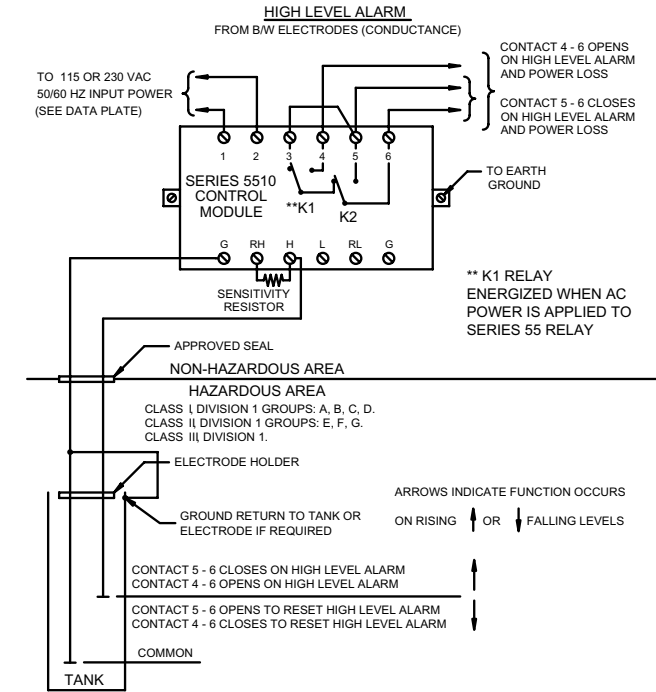 HIGH LEVEL ALARM
FROM B/W ELECTRODES (CONDUCTANCE)
CONTACT 4 - 6 OPENS
ON HIGH LEVEL ALARM
AND POWER LOSS
CONTACT 5 - 6 CLOSES
ON HIGH LEVEL ALARM
AND POWER LOSS
TO 115 OR 230 VAC
50/60 HZ INPUT POWER
(SEE DATA PLATE)
1 2 3 4 5 6
SERIES 5510
CONTROL
MODULE
**K1
K2
TO EARTH
GROUND
G RH H L RL G
SENSITIVITY
RESISTOR
** K1 RELAY
ENERGIZED WHEN AC
POWER IS APPLIED TO
SERIES 55 RELAY
APPROVED SEAL
NON-HAZARDOUS AREA
HAZARDOUS AREA
CLASS I, DIVISION 1 GROUPS: A, B, C, D.
CLASS II, DIVISION 1 GROUPS: E, F, G.
CLASS III, DIVISION 1.
ELECTRODE HOLDER
GROUND RETURN TO TANK OR
ELECTRODE IF REQUIRED
ARROWS INDICATE FUNCTION OCCURS
ON RISING OR FALLING LEVELS
CONTACT 5 - 6 CLOSES ON HIGH LEVEL ALARM
CONTACT 4 - 6 OPENS ON HIGH LEVEL ALARM
CONTACT 5 - 6 OPENS TO RESET HIGH LEVEL ALARM
CONTACT 4 - 6 CLOSES TO RESET HIGH LEVEL ALARM
COMMON
TANK